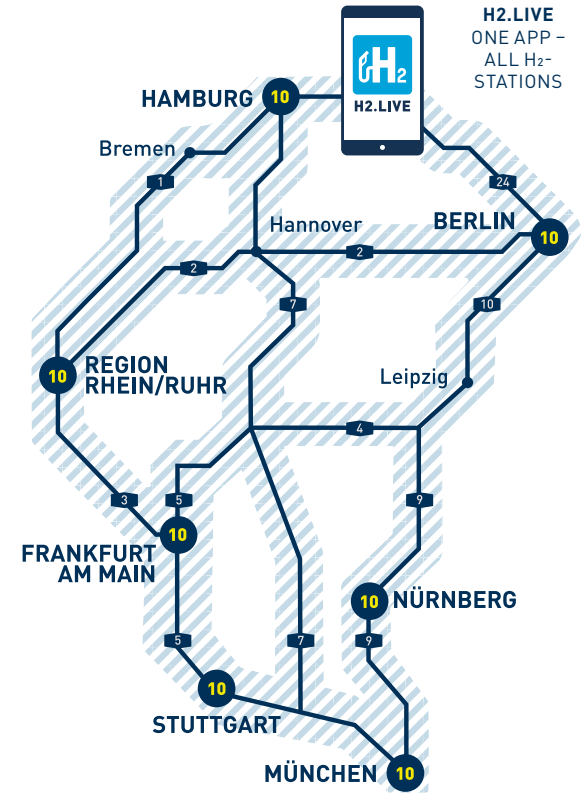 H2.LIVE
ONE APP –
ALL H2-
STATIONS
H2
H2.LIVE
HAMBURG
10
Bremen
1
24
Hannover
BERLIN
10
2
2
7
10
REGION
RHEIN/RUHR
10
Leipzig
4
3
5
9
10
FRANKFURT
AM MAIN
10
NÜRNBERG
5
7
9
10
STUTTGART
MÜNCHEN
10